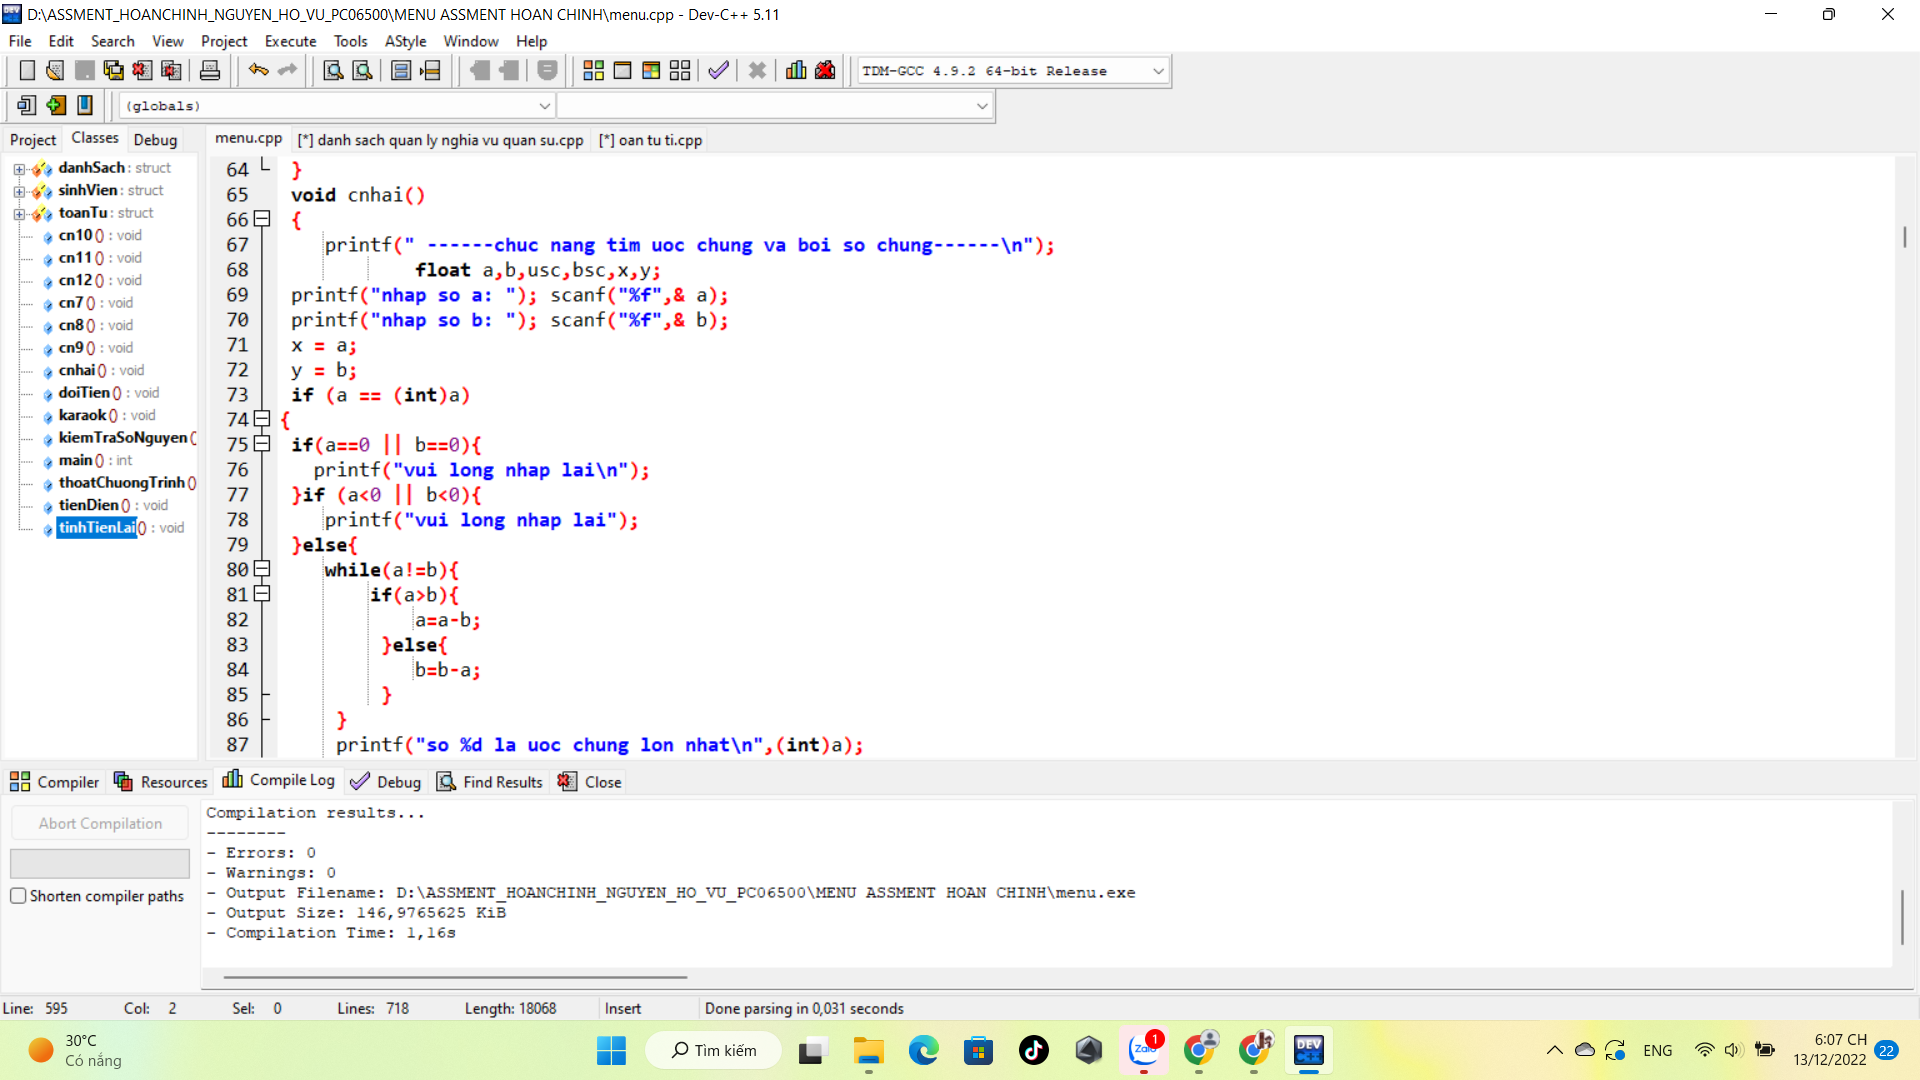 D:\ASSMENT_HOANCHINH_NGUYEN_HO_VU_PC06500\MENU ASSMENT HOAN CHINH\menu.cpp - Dev-C++ 5.11
File Edit Search View Project Execute Tools AStyle Window Help
TDM-GCC 4.9.2 64-bit Release
(globals)
Project Classes Debug menu.cpp [*] danh sach quan ly nghia vu quan su.cpp [*] oan tu ti.cpp
danhSach : struct
sinhVien : struct
toanTu : struct
cn10 () : void
cn11 () : void
cn12 () : void
cn7 () : void
cn8 () : void
cn9 () : void
cnhai () : void
doiTien () : void
karaok () : void
kiemTraSoNguyen (
main () : int
thoatChuongTrinh ()
tienDien () : void
tinhTienLai () : void
64 }
65 void cnhai()
66 {
67 printf(" ------chuc nang tim uoc chung va boi so chung------\n");
68 float a,b,usc,bsc,x,y;
69 printf("nhap so a: "); scanf("%f",& a);
70 printf("nhap so b: "); scanf("%f",& b);
71 x = a;
72 y = b;
73 if (a == (int)a)
74 {
75 if(a==0 || b==0){
76 printf("vui long nhap lai\n");
77 }if (a<0 || b<0){
78 printf("vui long nhap lai");
79 }else{
80 while(a!=b){
81 if(a>b){
82 a=a-b;
83 }else{
84 b=b-a;
85 }
86 }
87 printf("so %d la uoc chung lon nhat\n",(int)a);
Compiler Resources Compile Log Debug Find Results Close
Abort Compilation
Shorten compiler paths
Compilation results...
--------
- Errors: 0
- Warnings: 0
- Output Filename: D:\ASSMENT_HOANCHINH_NGUYEN_HO_VU_PC06500\MENU ASSMENT HOAN CHINH\menu.exe
- Output Size: 146,9765625 KiB
- Compilation Time: 1,16s
Line: 595 Col: 2 Sel: 0 Lines: 718 Length: 18068 Insert Done parsing in 0,031 seconds
30°C
Có nắng
Tìm kiếm
Zalo
1
DEV
C++
ENG
6:07 CH
13/12/2022
22